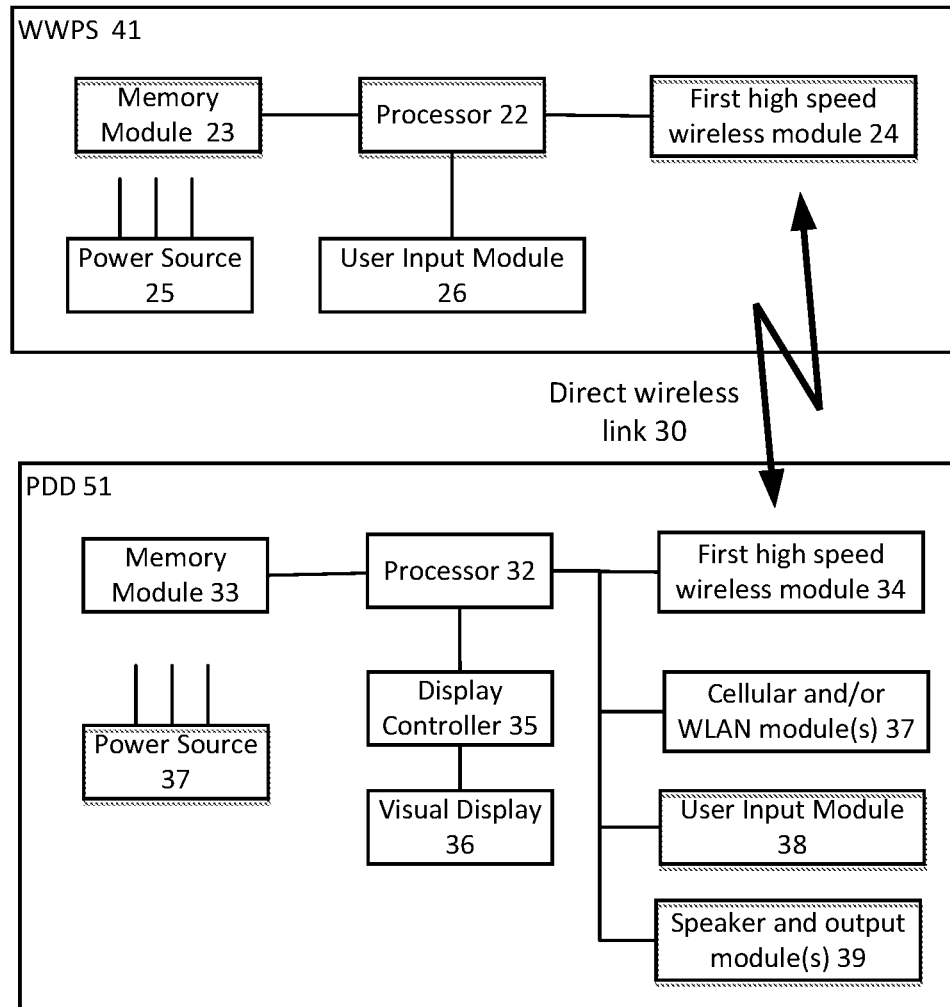 WWPS 41
Memory
Module 23
Processor 22
First high speed
wireless module 24
Power Source
25
User Input Module
26
Direct wireless
link 30
PDD 51
Memory
Module 33
Processor 32
First high speed
wireless module 34
Display
Controller 35
Cellular and/or
WLAN module(s) 37
Power Source
37
Visual Display
36
User Input Module
38
Speaker and output
module(s) 39